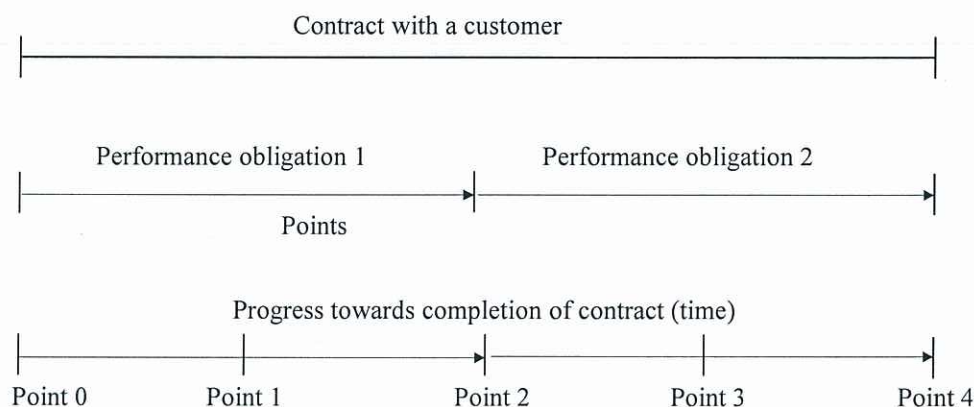 Contract with a customer
Performance obligation 1 Performance obligation 2
Points
Progress towards completion of contract (time)
Point 0 Point 1 Point 2 Point 3 Point 4